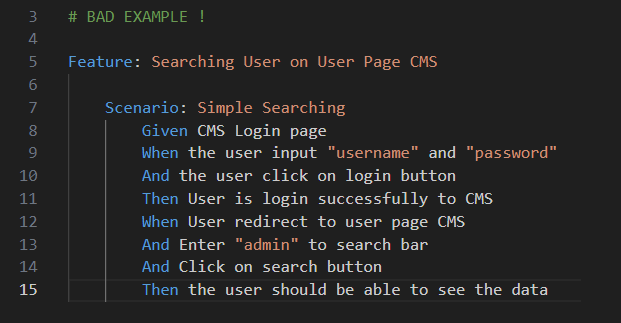 3 # BAD EXAMPLE !
4
5 Feature: Searching User on User Page CMS
6
7 Scenario: Simple Searching
8 Given CMS Login page
9 When the user input "username" and "password"
10 And the user click on login button
11 Then User is login successfully to CMS
12 When User redirect to user page CMS
13 And Enter "admin" to search bar
14 And Click on search button
15 Then the user should be able to see the data